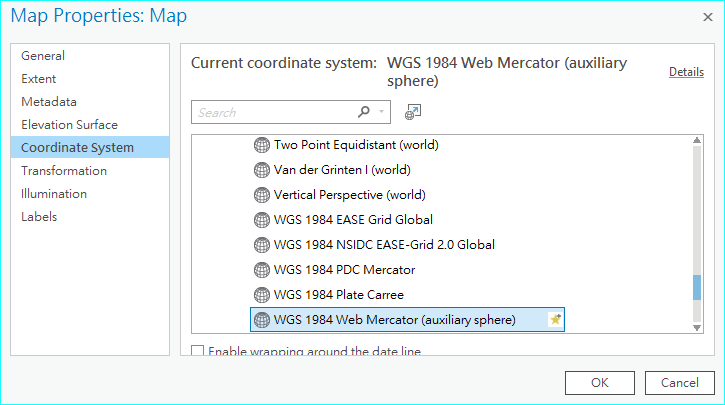 Map Properties: Map
General
Extent
Metadata
Elevation Surface
Coordinate System
Transformation
Illumination
Labels
Current coordinate system: WGS 1984 Web Mercator (auxiliary
sphere)
Details
Search
Two Point Equidistant (world)
Van der Grinten I (world)
Vertical Perspective (world)
WGS 1984 EASE Grid Global
WGS 1984 NSIDC EASE-Grid 2.0 Global
WGS 1984 PDC Mercator
WGS 1984 Plate Carree
WGS 1984 Web Mercator (auxiliary sphere)
Enable wrapping around the date line
OK
Cancel